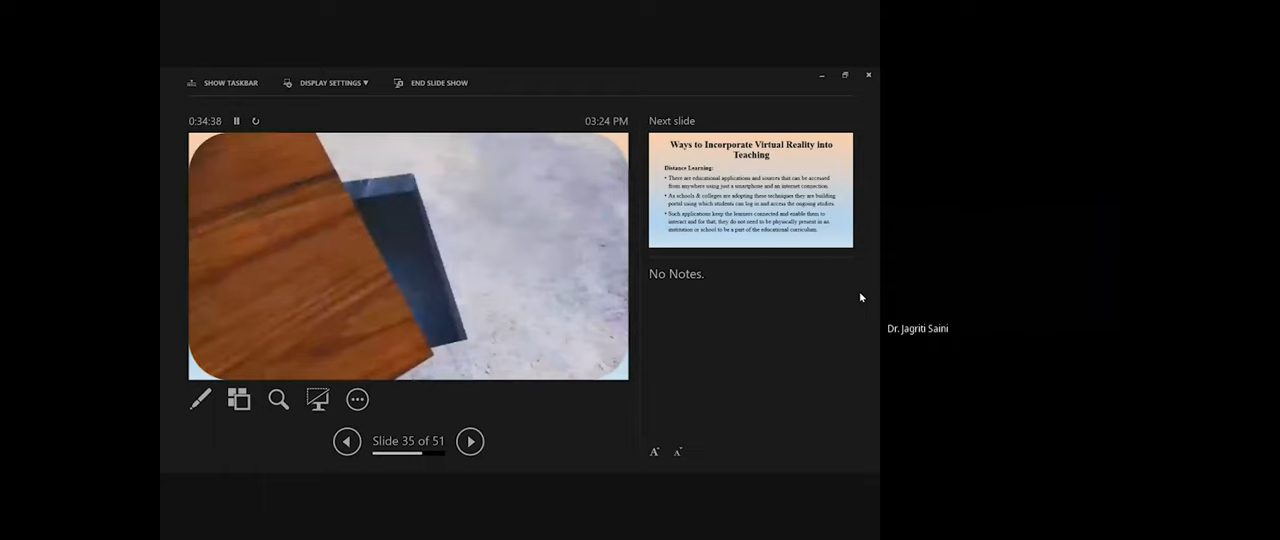 SHOW TASKBAR DISPLAY SETTINGS ▼ END SLIDE SHOW
0:34:38 03:24 PM Next slide
Ways to Incorporate Virtual Reality into
Teaching
Distance Learning:
• There are educational applications and sources that can be accessed
from anywhere using just a smartphone and an internet connection.
• As schools & colleges are adopting these techniques they are building
portal using which students can log in and access the ongoing studies.
• Such applications keep the learners connected and enable them to
interact and for that, they do not need to be physically present in an
institution or school to be a part of the educational curriculum.
No Notes.
Dr. Jagriti Saini
Slide 35 of 51
A A